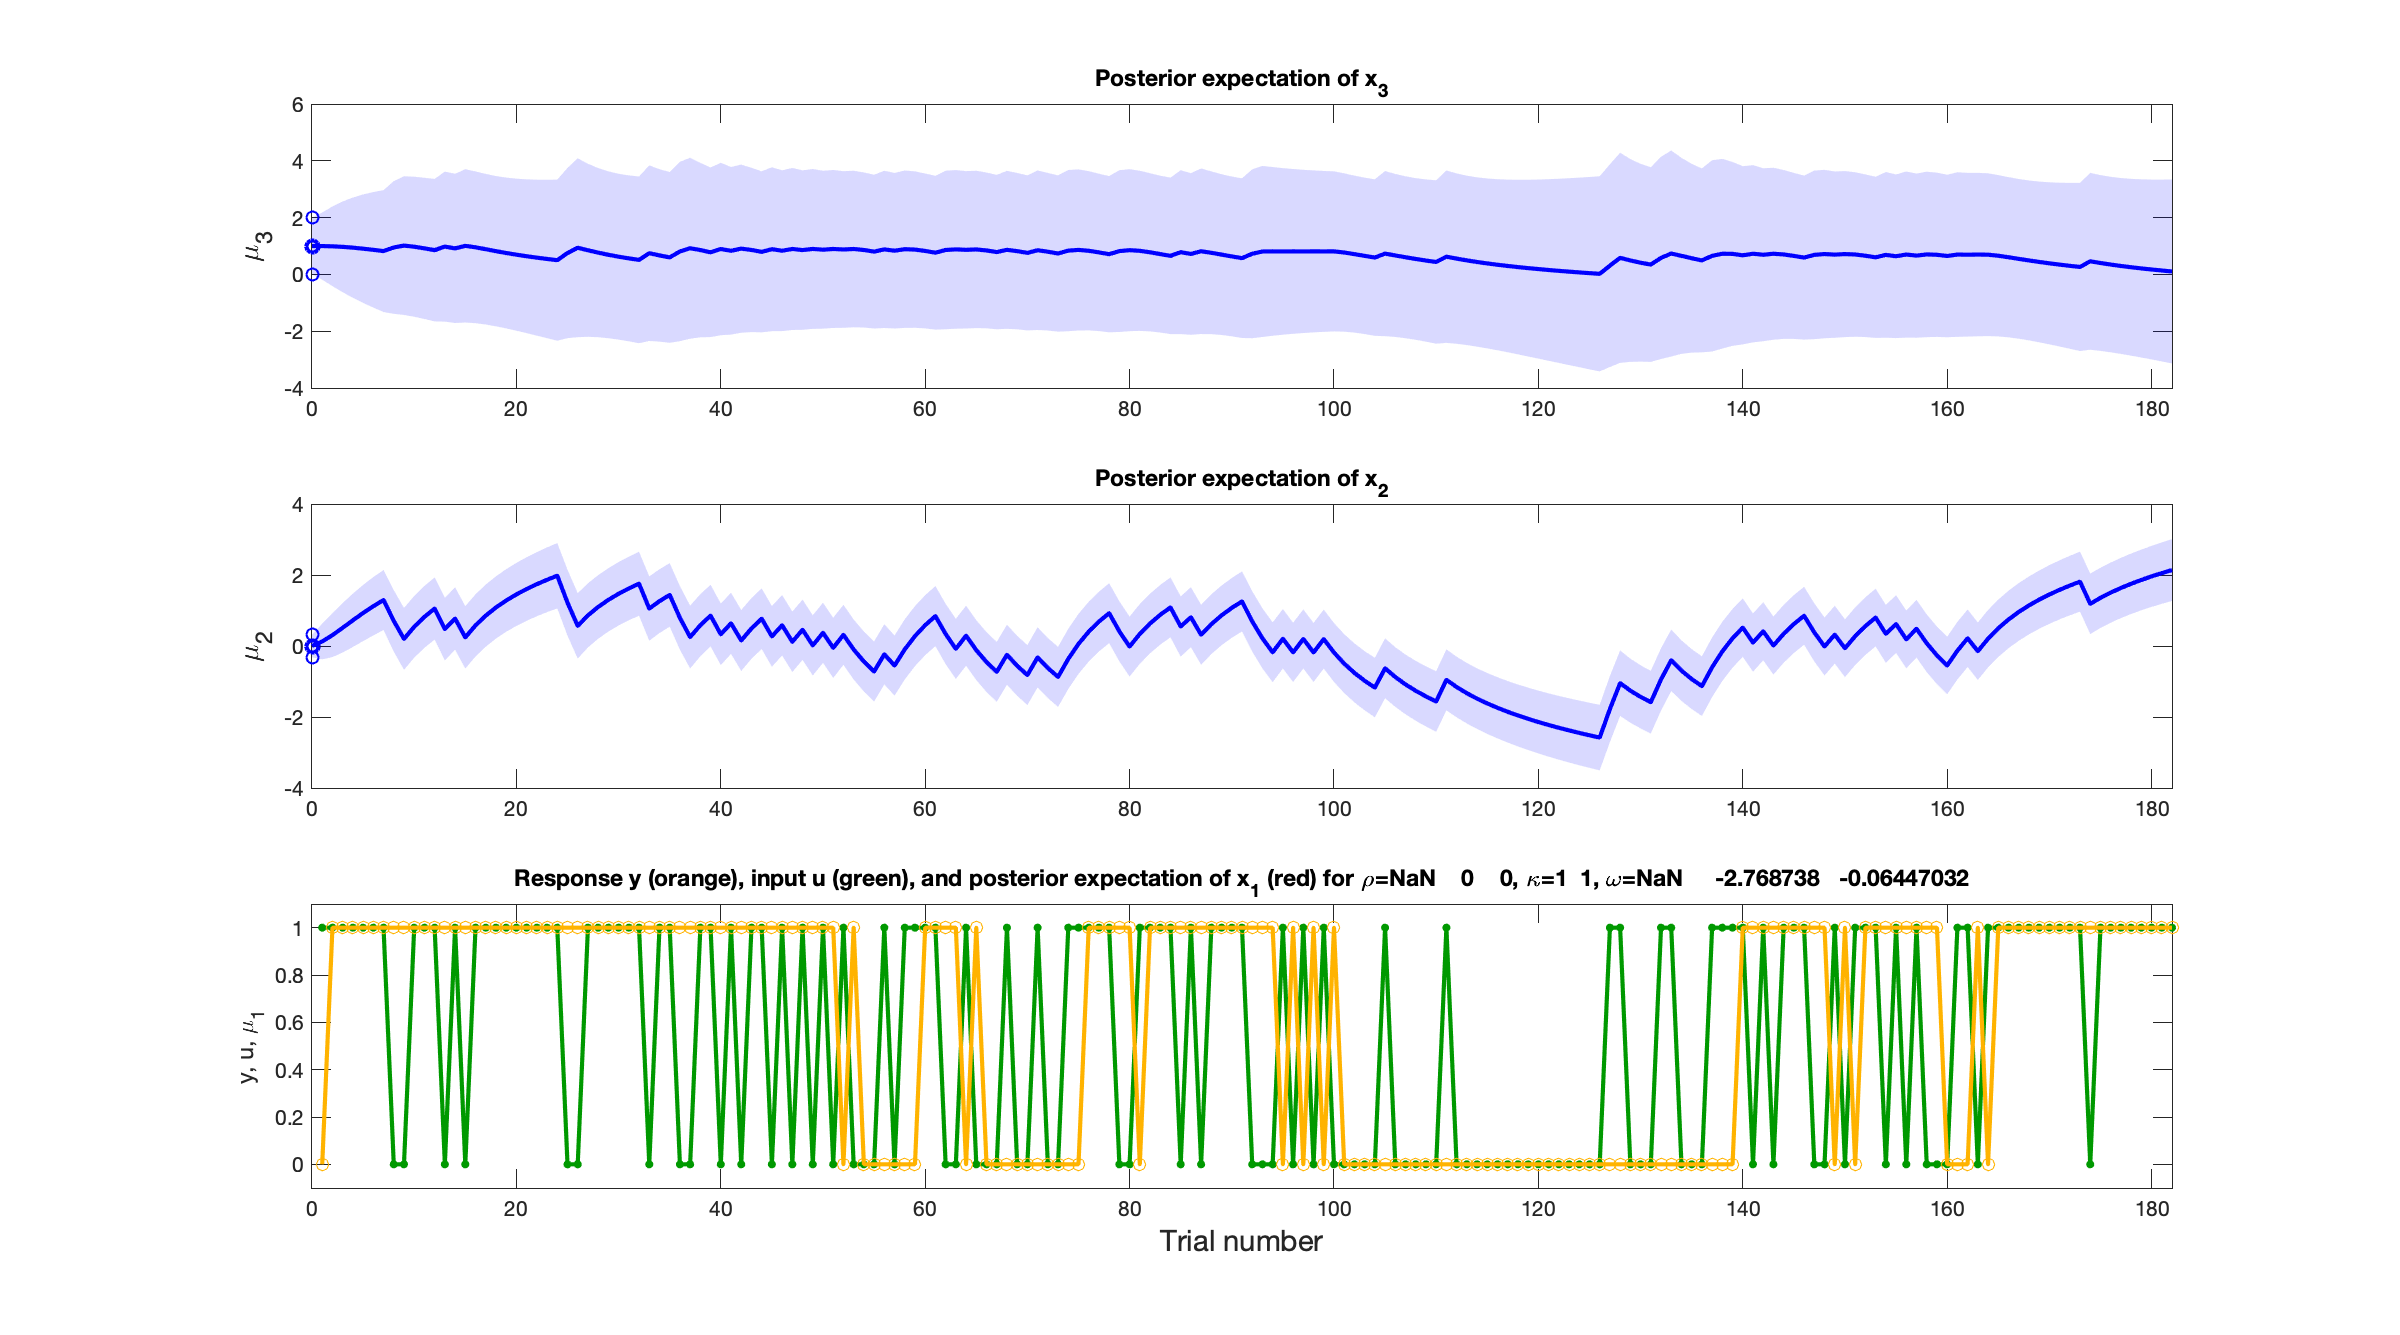 Posterior expectation of x₃
6
4
2
0
-2
-4
μ₃
0 20 40 60 80 100 120 140 160 180
Posterior expectation of x₂
4
2
0
-2
-4
μ₂
0 20 40 60 80 100 120 140 160 180
Response y (orange), input u (green), and posterior expectation of x₁ (red) for ρ=NaN 0 0, κ=1 1, ω=NaN -2.768738 -0.06447032
1
0.8
0.6
0.4
0.2
0
y, u, μ₁
0 20 40 60 80 100 120 140 160 180
Trial number